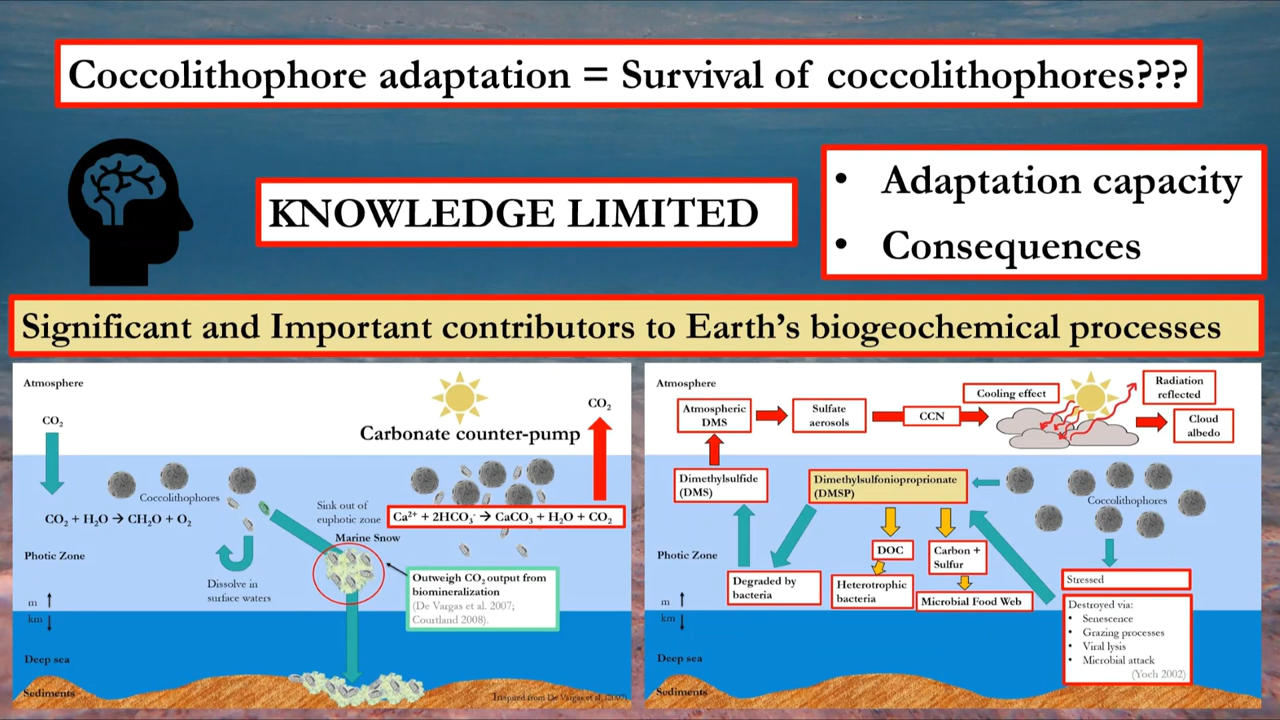 Coccolithophore adaptation = Survival of coccolithophores???
KNOWLEDGE LIMITED
• Adaptation capacity
• Consequences
Significant and Important contributors to Earth's biogeochemical processes
Atmosphere
CO₂
CO₂
Carbonate counter-pump
Coccolithophores
Sink out of
euphotic zone
CO₂ + H₂O → CH₂O + O₂
Ca²⁺ + 2HCO₃⁻ → CaCO₃ + H₂O + CO₂
Marine Snow
Photic Zone
Dissolve in
surface waters
Outweigh CO₂ output from
biomineralization
(De Vargas et al. 2007;
Courtland 2008).
m
km
Deep sea
Sediments
Inspired from De Vargas et al. (2007)
Atmosphere
Atmospheric
DMS
Sulfate
aerosols
CCN
Cooling effect
Radiation
reflected
Cloud
albedo
Dimethylsulfide
(DMS)
Dimethylsulfonioproprionate
(DMSP)
Coccolithophores
Photic Zone
DOC
Carbon +
Sulfur
Degraded by
bacteria
Heterotrophic
bacteria
Microbial Food Web
Stressed
Destroyed via:
• Senescence
• Grazing processes
• Viral lysis
• Microbial attack
(Yoch 2002)
m
km
Deep sea
Sediments